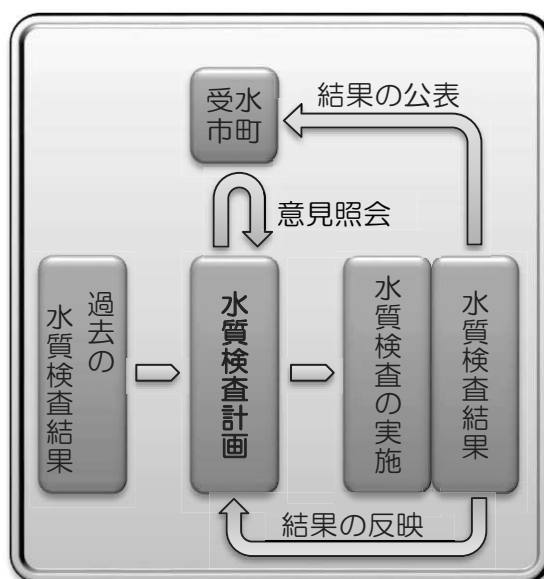 受水
市町
結果の公表
意見照会
過去の
水質検査結果
水質検査計画
水質検査の実施
水質検査結果
結果の反映